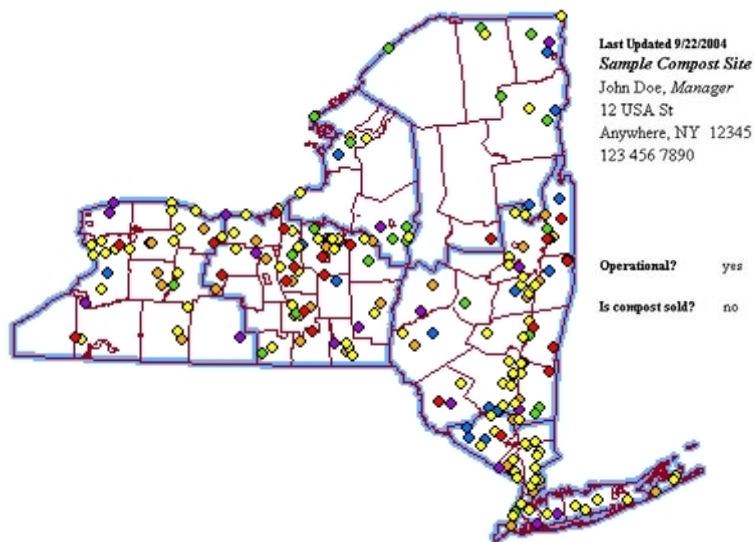 Last Updated 9/22/2004
Sample Compost Site
John Doe, Manager
12 USA St
Anywhere, NY 12345
123 456 7890
Operational? yes
Is compost sold? no